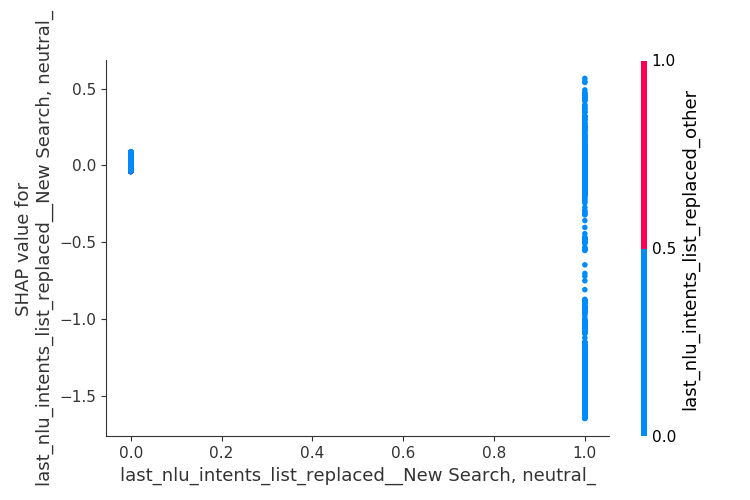 SHAP value for
last_nlu_intents_list_replaced__New Search, neutral_
0.5
0.0
−0.5
−1.0
−1.5
0.0 0.2 0.4 0.6 0.8 1.0
last_nlu_intents_list_replaced__New Search, neutral_
1.0
0.5
0.0
last_nlu_intents_list_replaced_other